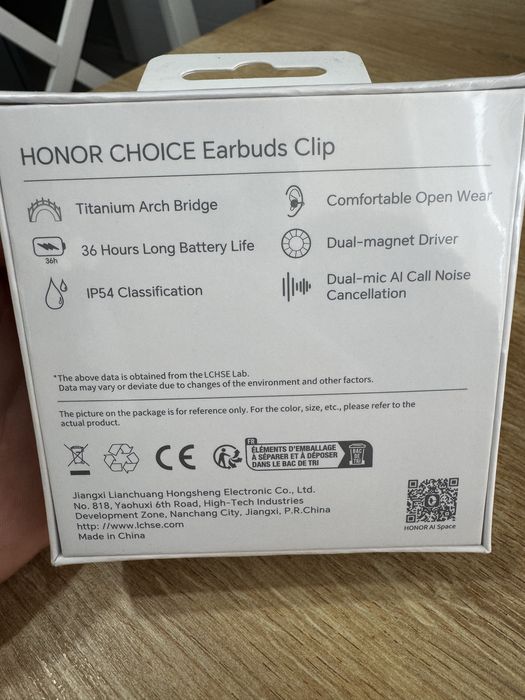 HONOR CHOICE Earbuds Clip
Titanium Arch Bridge
Comfortable Open Wear
36h
36 Hours Long Battery Life
Dual-magnet Driver
IP54 Classification
Dual-mic AI Call Noise
Cancellation
*The above data is obtained from the LCHSE Lab.
Data may vary or deviate due to changes of the environment and other factors.
The picture on the package is for reference only. For the color, size, etc., please refer to the
actual product.
CE
FR
ÉLÉMENTS D'EMBALLAGE
À SÉPARER ET À DÉPOSER
DANS LE BAC DE TRI
BAC
DE
TRI
Jiangxi Lianchuang Hongsheng Electronic Co., Ltd.
No. 818, Yaohuxi 6th Road, High-Tech Industries
Development Zone, Nanchang City, Jiangxi, P.R.China
http: //www.lchse.com
Made in China
HONOR AI Space